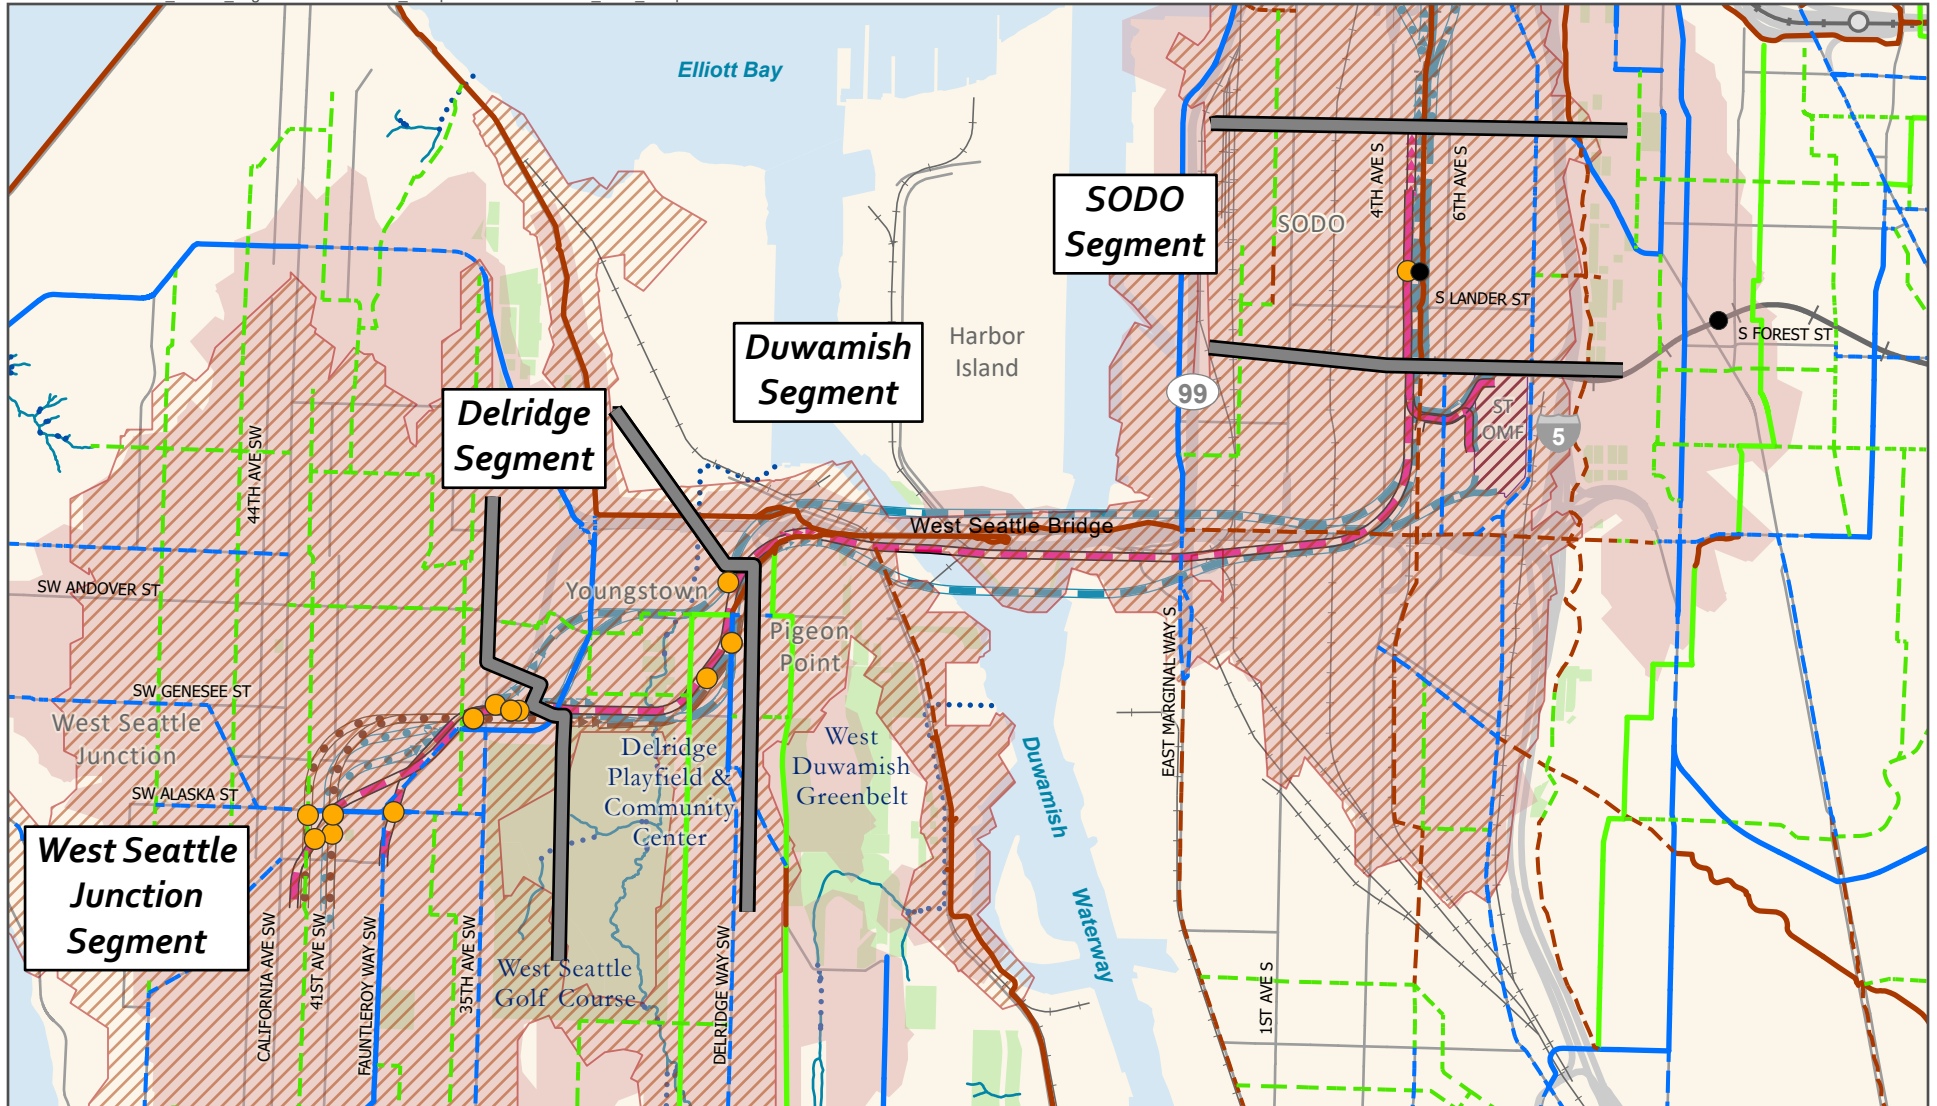 Elliott Bay
SODO
Segment
4TH AVE S
6TH AVE S
SODO
S LANDER ST
S FOREST ST
Harbor
Island
Duwamish
Segment
99
Delridge
Segment
ST
OMF
5
44TH AVE SW
West Seattle Bridge
SW ANDOVER ST
Youngstown
Pigeon
Point
EAST MARGINAL WAY S
SW GENESEE ST
West Seattle
Junction
Delridge
Playfield &
Community
Center
West
Duwamish
Greenbelt
Duwamish
Waterway
SW ALASKA ST
West Seattle
Junction
Segment
CALIFORNIA AVE SW
41ST AVE SW
FAUNTLEROY WAY SW
35TH AVE SW
West Seattle
Golf Course
DELRIDGE WAY SW
1ST AVE S